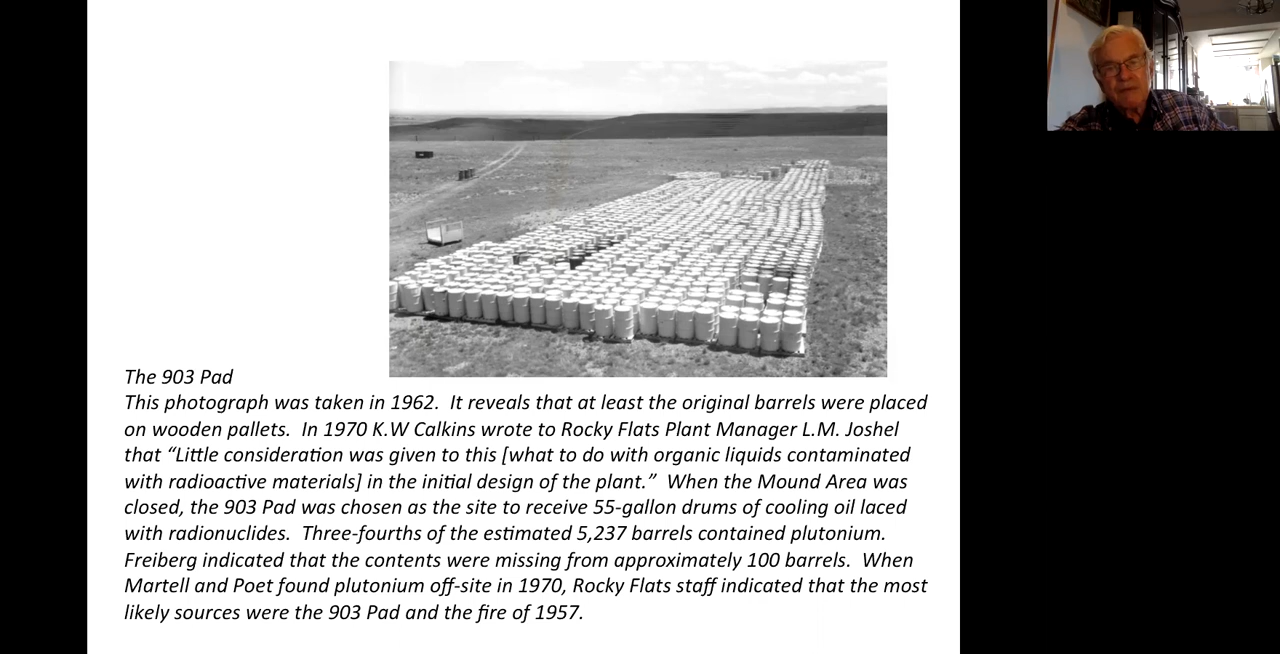 The 903 Pad
This photograph was taken in 1962.  It reveals that at least the original barrels were placed
on wooden pallets.  In 1970 K.W Calkins wrote to Rocky Flats Plant Manager L.M. Joshel
that “Little consideration was given to this [what to do with organic liquids contaminated
with radioactive materials] in the initial design of the plant.”  When the Mound Area was
closed, the 903 Pad was chosen as the site to receive 55-gallon drums of cooling oil laced
with radionuclides.  Three-fourths of the estimated 5,237 barrels contained plutonium.
Freiberg indicated that the contents were missing from approximately 100 barrels.  When
Martell and Poet found plutonium off-site in 1970, Rocky Flats staff indicated that the most
likely sources were the 903 Pad and the fire of 1957.